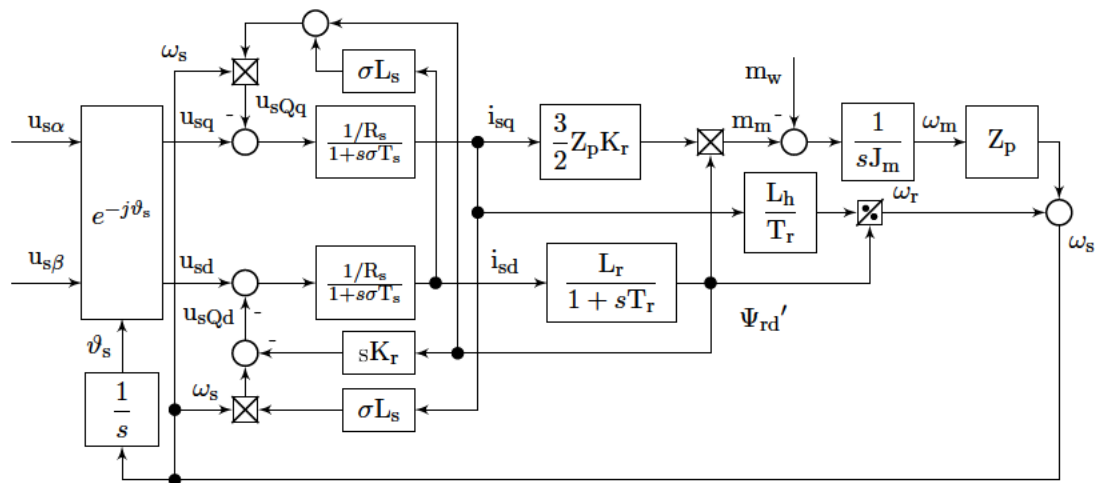 ω_s
σL_s
u_sQq
m_w
u_sα
u_sq
-
1/R_s
1+sσT_s
i_sq
3
2
Z_pK_r
m_m
-
1
sJ_m
ω_m
Z_p
e^{-jϑ_s}
L_h
T_r
ω_r
ω_s
u_sβ
u_sd
1/R_s
1+sσT_s
i_sd
L_r
1 + sT_r
u_sQd
-
Ψ_rd′
ϑ_s
-
sK_r
1
s
ω_s
σL_s